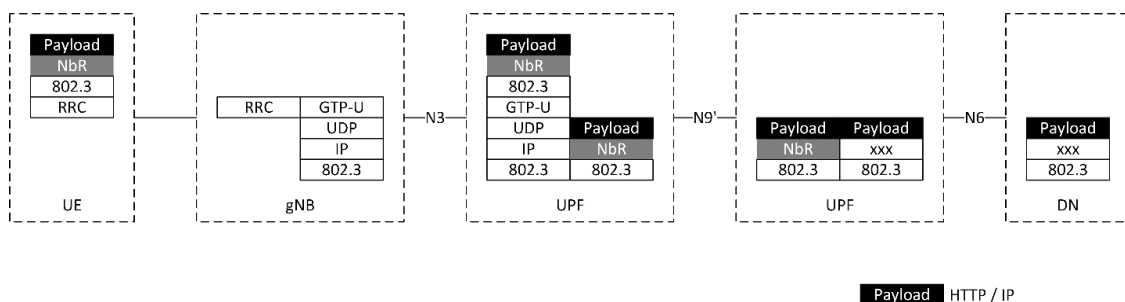 Payload
NbR
802.3
RRC
UE
RRC GTP-U
UDP
IP
802.3
gNB
N3
Payload
NbR
802.3
GTP-U
UDP Payload
IP NbR
802.3 802.3
UPF
N9'
Payload Payload
NbR xxx
802.3 802.3
UPF
N6
Payload
xxx
802.3
DN
Payload HTTP / IP